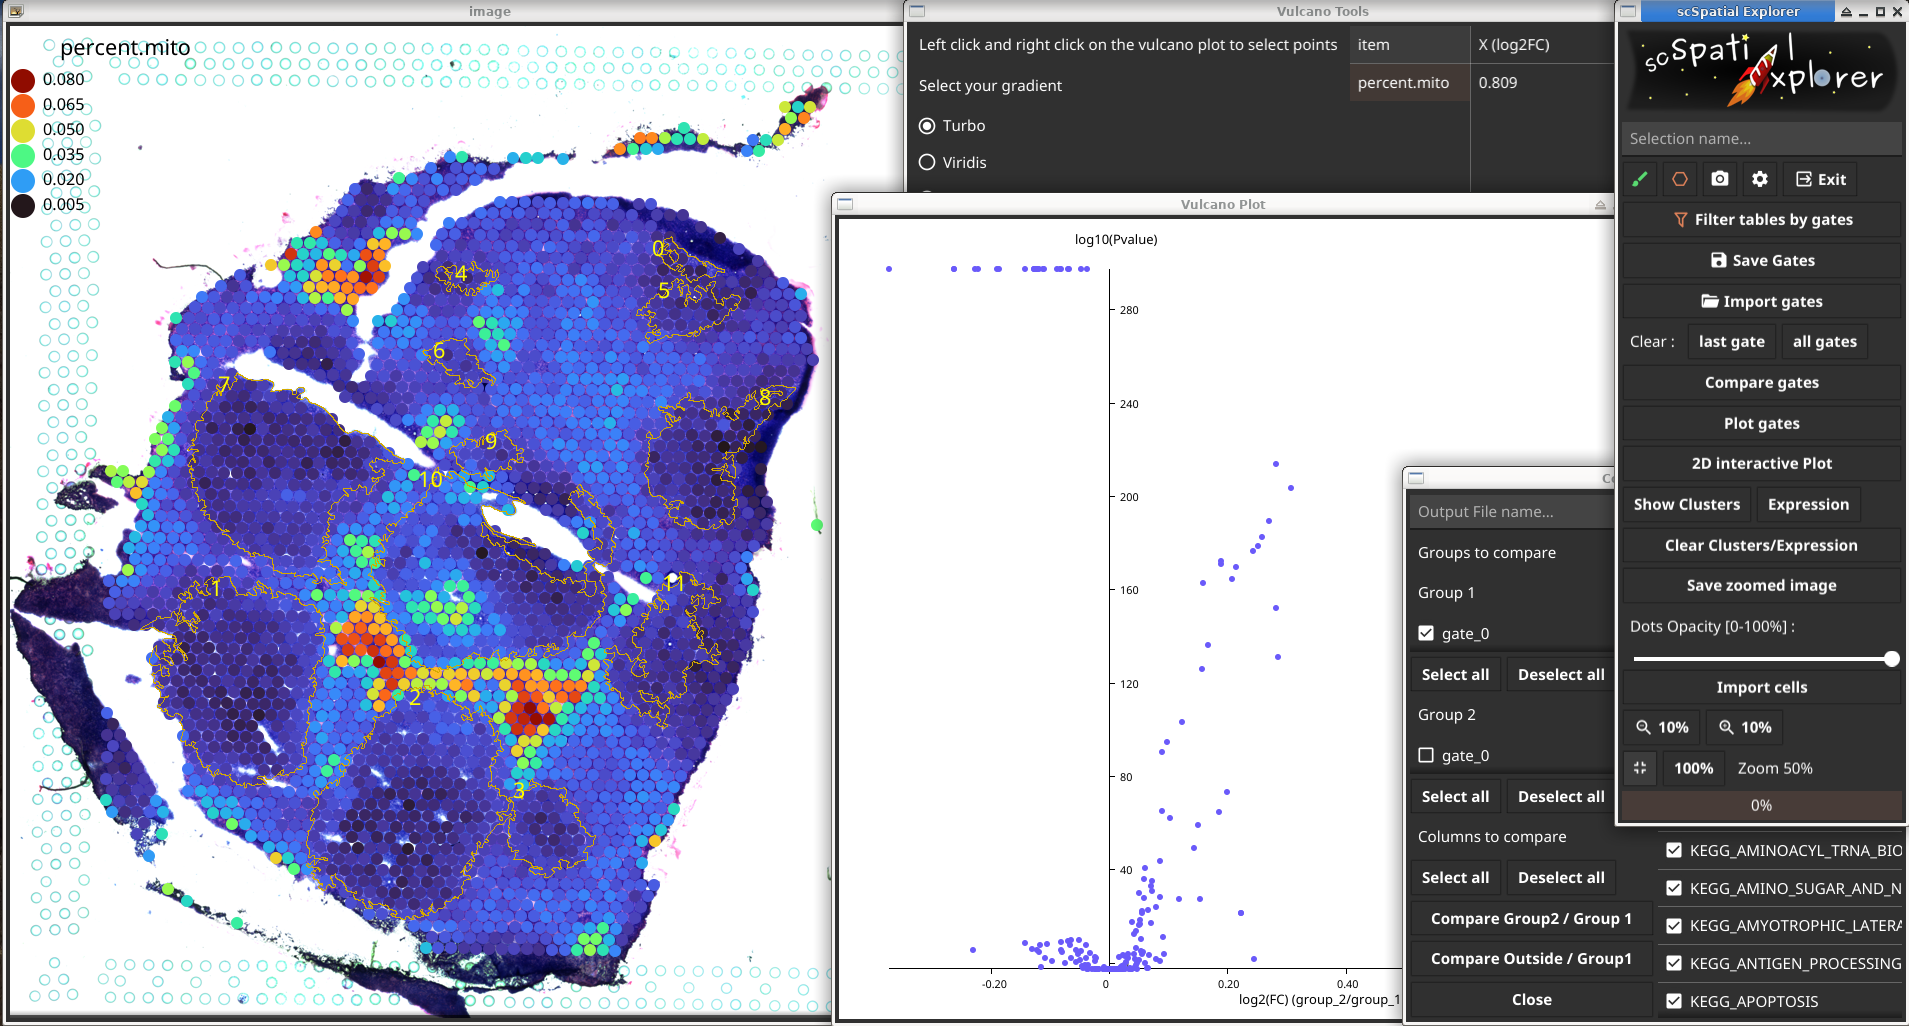 image
percent.mito
0.080
0.065
0.050
0.035
0.020
0.005
0
4
5
6
7
8
9
10
1
11
2
3
Vulcano Tools
Left click and right click on the vulcano plot to select points
Select your gradient
Turbo
Viridis
item
X (log2FC)
percent.mito
0.809
Vulcano Plot
log10(Pvalue)
280
240
200
160
120
80
40
-0.20
0
0.20
0.40
log2(FC) (group_2/group_1
Output File name...
Groups to compare
Group 1
gate_0
Select all
Deselect all
Group 2
gate_0
Select all
Deselect all
Columns to compare
Select all
Deselect all
Compare Group2 / Group 1
Compare Outside / Group1
Close
KEGG_AMINOACYL_TRNA_BIO
KEGG_AMINO_SUGAR_AND_N
KEGG_AMYOTROPHIC_LATERA
KEGG_ANTIGEN_PROCESSING
KEGG_APOPTOSIS
scSpatial Explorer
scSpatial Explorer
Selection name...
Exit
Filter tables by gates
Save Gates
Import gates
Clear :
last gate
all gates
Compare gates
Plot gates
2D interactive Plot
Show Clusters
Expression
Clear Clusters/Expression
Save zoomed image
Dots Opacity [0-100%] :
Import cells
10%
10%
100%
Zoom 50%
0%